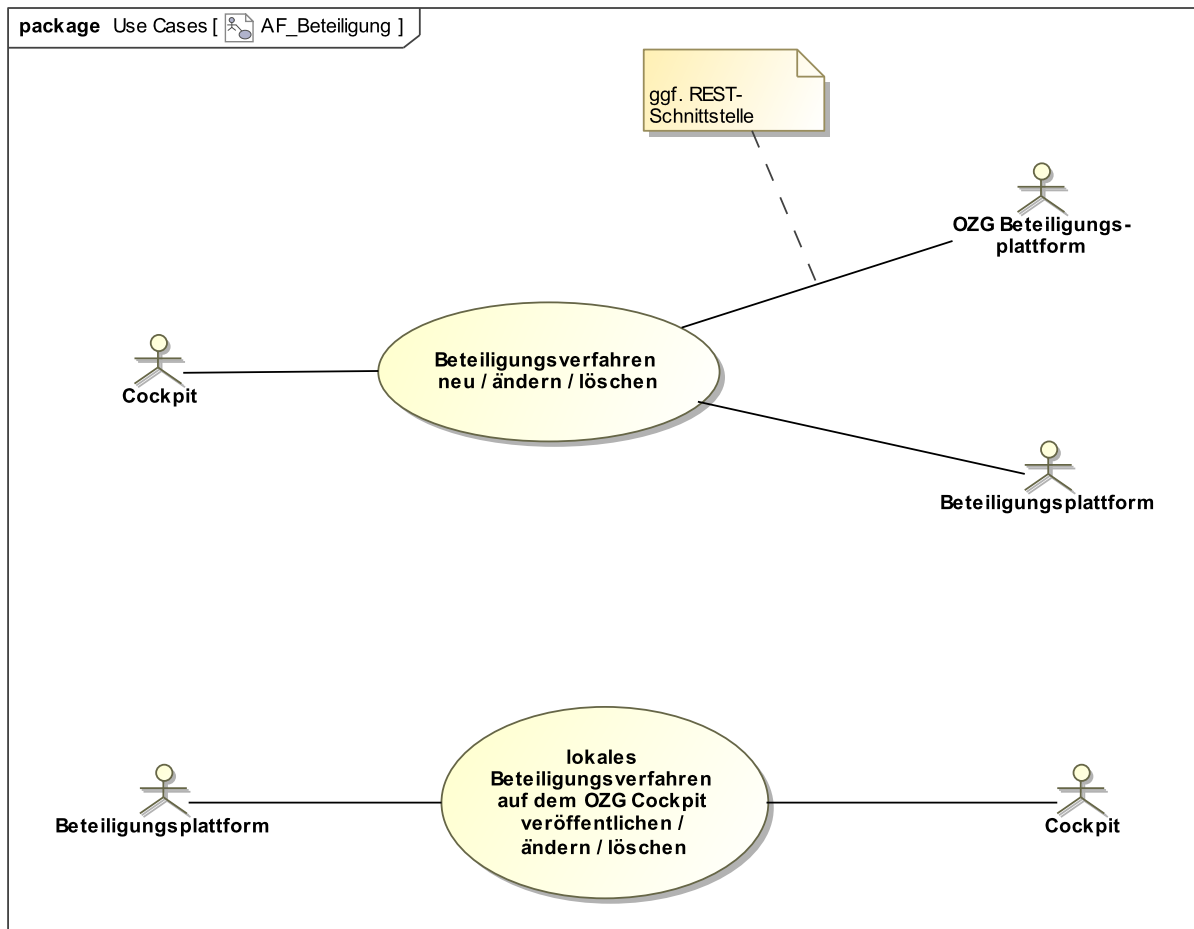 package Use Cases [ AF_Beteiligung ]
ggf. REST-
Schnittstelle
OZG Beteiligungs-
plattform
Beteiligungsverfahren
neu / ändern / löschen
Cockpit
Beteiligungsplattform
lokales
Beteiligungsverfahren
auf dem OZG Cockpit
veröffentlichen /
ändern / löschen
Beteiligungsplattform
Cockpit